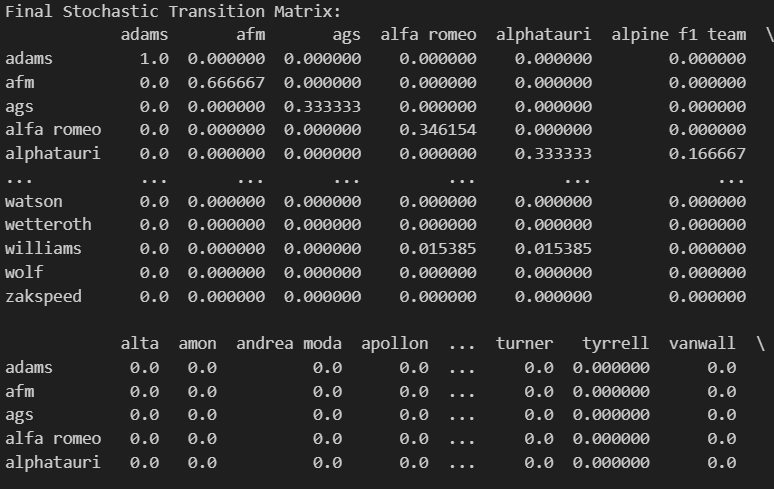 Final Stochastic Transition Matrix:
             adams       afm       ags  alfa romeo  alphatauri  alpine f1 team  \
adams          1.0  0.000000  0.000000    0.000000    0.000000        0.000000
afm            0.0  0.666667  0.000000    0.000000    0.000000        0.000000
ags            0.0  0.000000  0.333333    0.000000    0.000000        0.000000
alfa romeo     0.0  0.000000  0.000000    0.346154    0.000000        0.000000
alphatauri     0.0  0.000000  0.000000    0.000000    0.333333        0.166667
...            ...       ...       ...         ...         ...             ...
watson         0.0  0.000000  0.000000    0.000000    0.000000        0.000000
wetteroth      0.0  0.000000  0.000000    0.000000    0.000000        0.000000
williams       0.0  0.000000  0.000000    0.015385    0.015385        0.000000
wolf           0.0  0.000000  0.000000    0.000000    0.000000        0.000000
zakspeed       0.0  0.000000  0.000000    0.000000    0.000000        0.000000
             alta  amon  andrea moda  apollon  ...  turner   tyrrell  vanwall  \
adams         0.0   0.0          0.0      0.0  ...     0.0  0.000000      0.0
afm           0.0   0.0          0.0      0.0  ...     0.0  0.000000      0.0
ags           0.0   0.0          0.0      0.0  ...     0.0  0.000000      0.0
alfa romeo    0.0   0.0          0.0      0.0  ...     0.0  0.000000      0.0
alphatauri    0.0   0.0          0.0      0.0  ...     0.0  0.000000      0.0